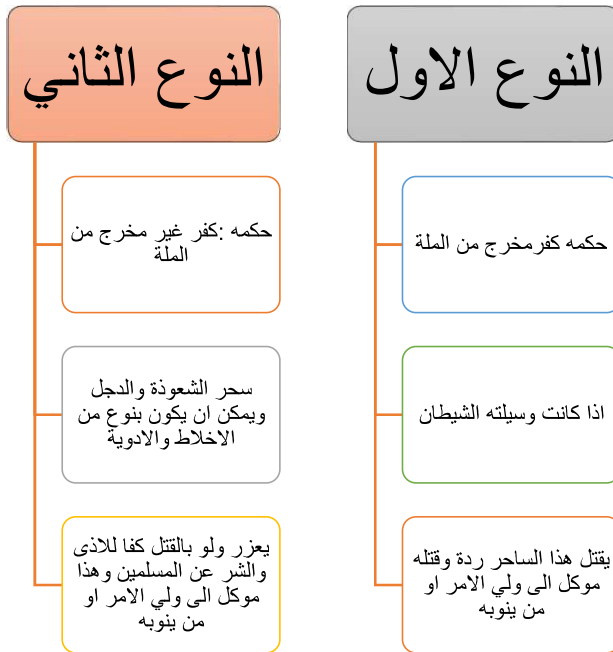 النوع الاول
حكمه كفرمخرج من الملة
اذا كانت وسيلته الشيطان
يقتل هذا الساحر ردة وقتله
موكل الى ولي الامر او
من ينوبه
النوع الثاني
حكمه :كفر غير مخرج من
الملة
سحر الشعوذة والدجل
ويمكن ان يكون بنوع من
الاخلاط والادوية
يعزر ولو بالقتل كفا للاذى
والشر عن المسلمين وهذا
موكل الى ولي الامر او
من ينوبه